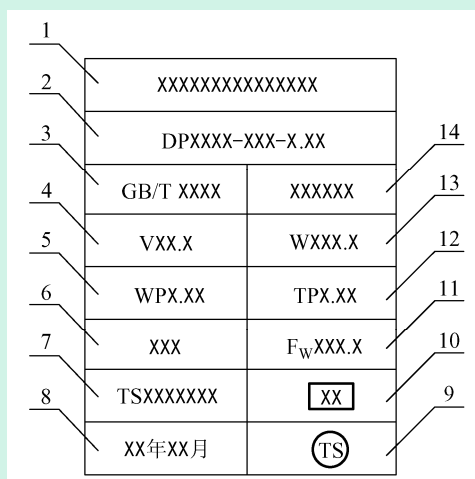 1
XXXXXXXXXXXXXXX
2
DPXXXX-XXX-X.XX
3
GB/T XXXX
XXXXXX
14
4
VXX.X
WXXX.X
13
5
WPX.XX
TPX.XX
12
6
XXX
FWXXX.X
11
7
TSXXXXXXX
XX
10
8
XX年XX月
TS
9